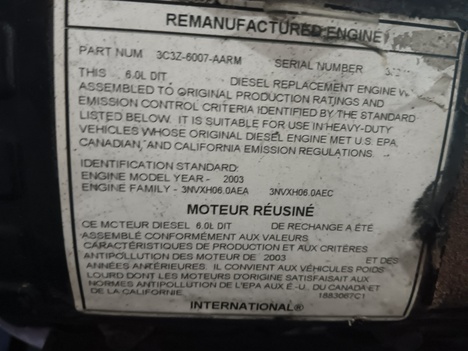 REMANUFACTURED ENGINE
PART NUM 3C3Z-6007-AARM SERIAL NUMBER
THIS 6.0L DIT DIESEL REPLACEMENT ENGINE
ASSEMBLED TO ORIGINAL PRODUCTION RATINGS AND
EMISSION CONTROL CRITERIA IDENTIFIED BY THE STANDARD
LISTED BELOW. IT IS SUITABLE FOR USE IN HEAVY-DUTY
VEHICLES WHOSE ORIGINAL DIESEL ENGINE MET U.S. EPA,
CANADIAN, AND CALIFORNIA EMISSION REGULATIONS.
IDENTIFICATION STANDARD:
ENGINE MODEL YEAR - 2003
ENGINE FAMILY - 3NVXH06.0AEA 3NVXH06.0AEC
MOTEUR RÉUSINÉ
CE MOTEUR DIESEL 6.0L DIT DE RECHANGE A ÉTÉ
ASSEMBLÉ CONFORMÉMENT AUX VALEURS
CARACTÉRISTIQUES DE PRODUCTION ET AUX CRITÈRES
ANTIPOLLUTION DES MOTEUR DE 2003 ET DES
ANNÉES ANTÉRIEURES. IL CONVIENT AUX VÉHICULES POIDS
LOURD DONT LES MOTEURS D'ORIGINE SATISFAISAIT AUX
NORMES ANTIPOLLUTION DE L'EPA AUX É.-U., DU CANADA ET
DE LA CALIFORNIE. 1883067C1
INTERNATIONAL®